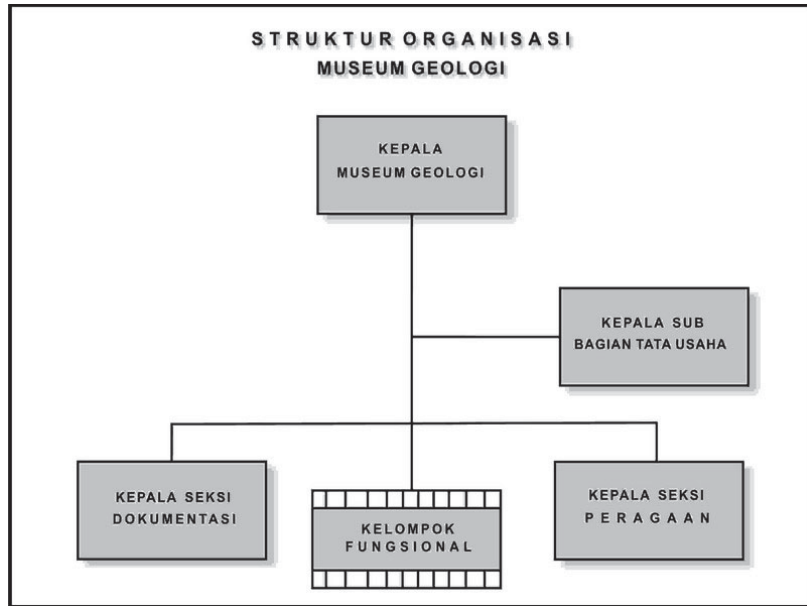 STRUKTUR ORGANISASI
MUSEUM GEOLOGI
KEPALA
MUSEUM GEOLOGI
KEPALA SUB
BAGIAN TATA USAHA
KEPALA SEKSI
DOKUMENTASI
KELOMPOK
FUNGSIONAL
KEPALA SEKSI
PERAGAAN